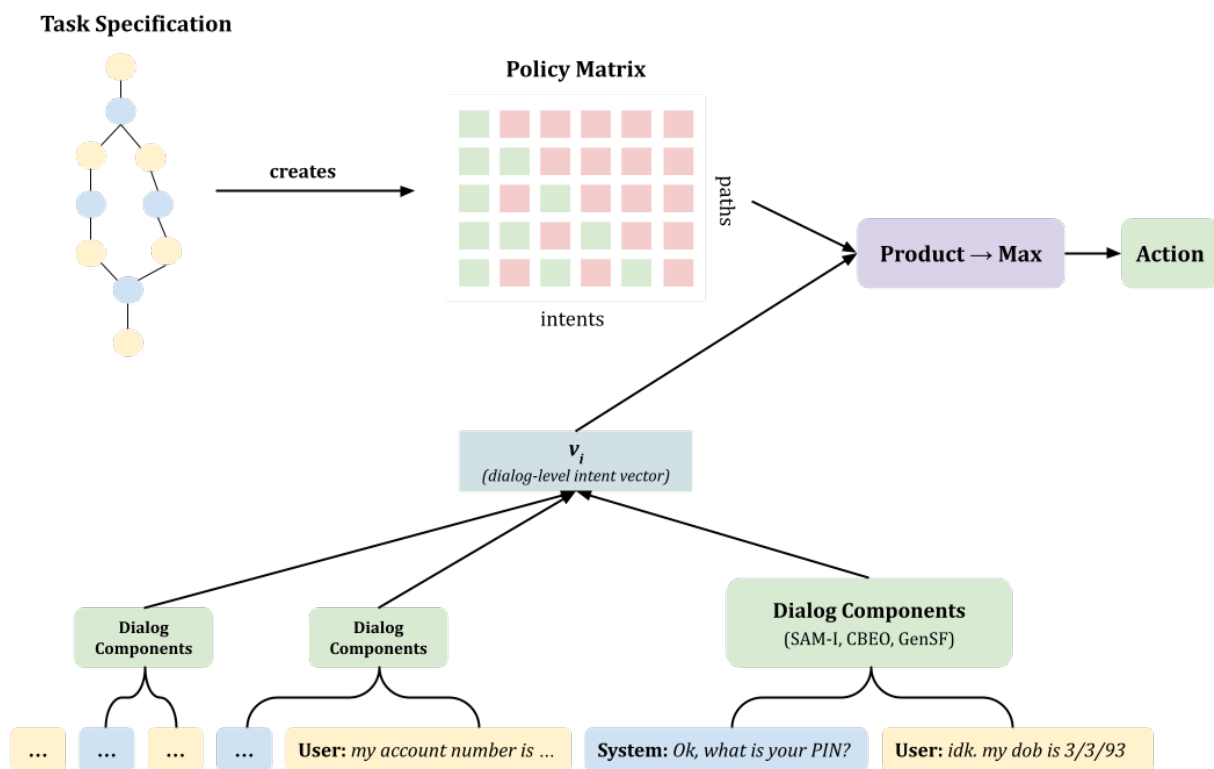 Task Specification
Policy Matrix
creates
paths
intents
Product → Max
Action
v_i
(dialog-level intent vector)
Dialog
Components
Dialog
Components
Dialog Components
(SAM-I, CBEO, GenSF)
...
...
...
...
User: my account number is ...
System: Ok, what is your PIN?
User: idk. my dob is 3/3/93